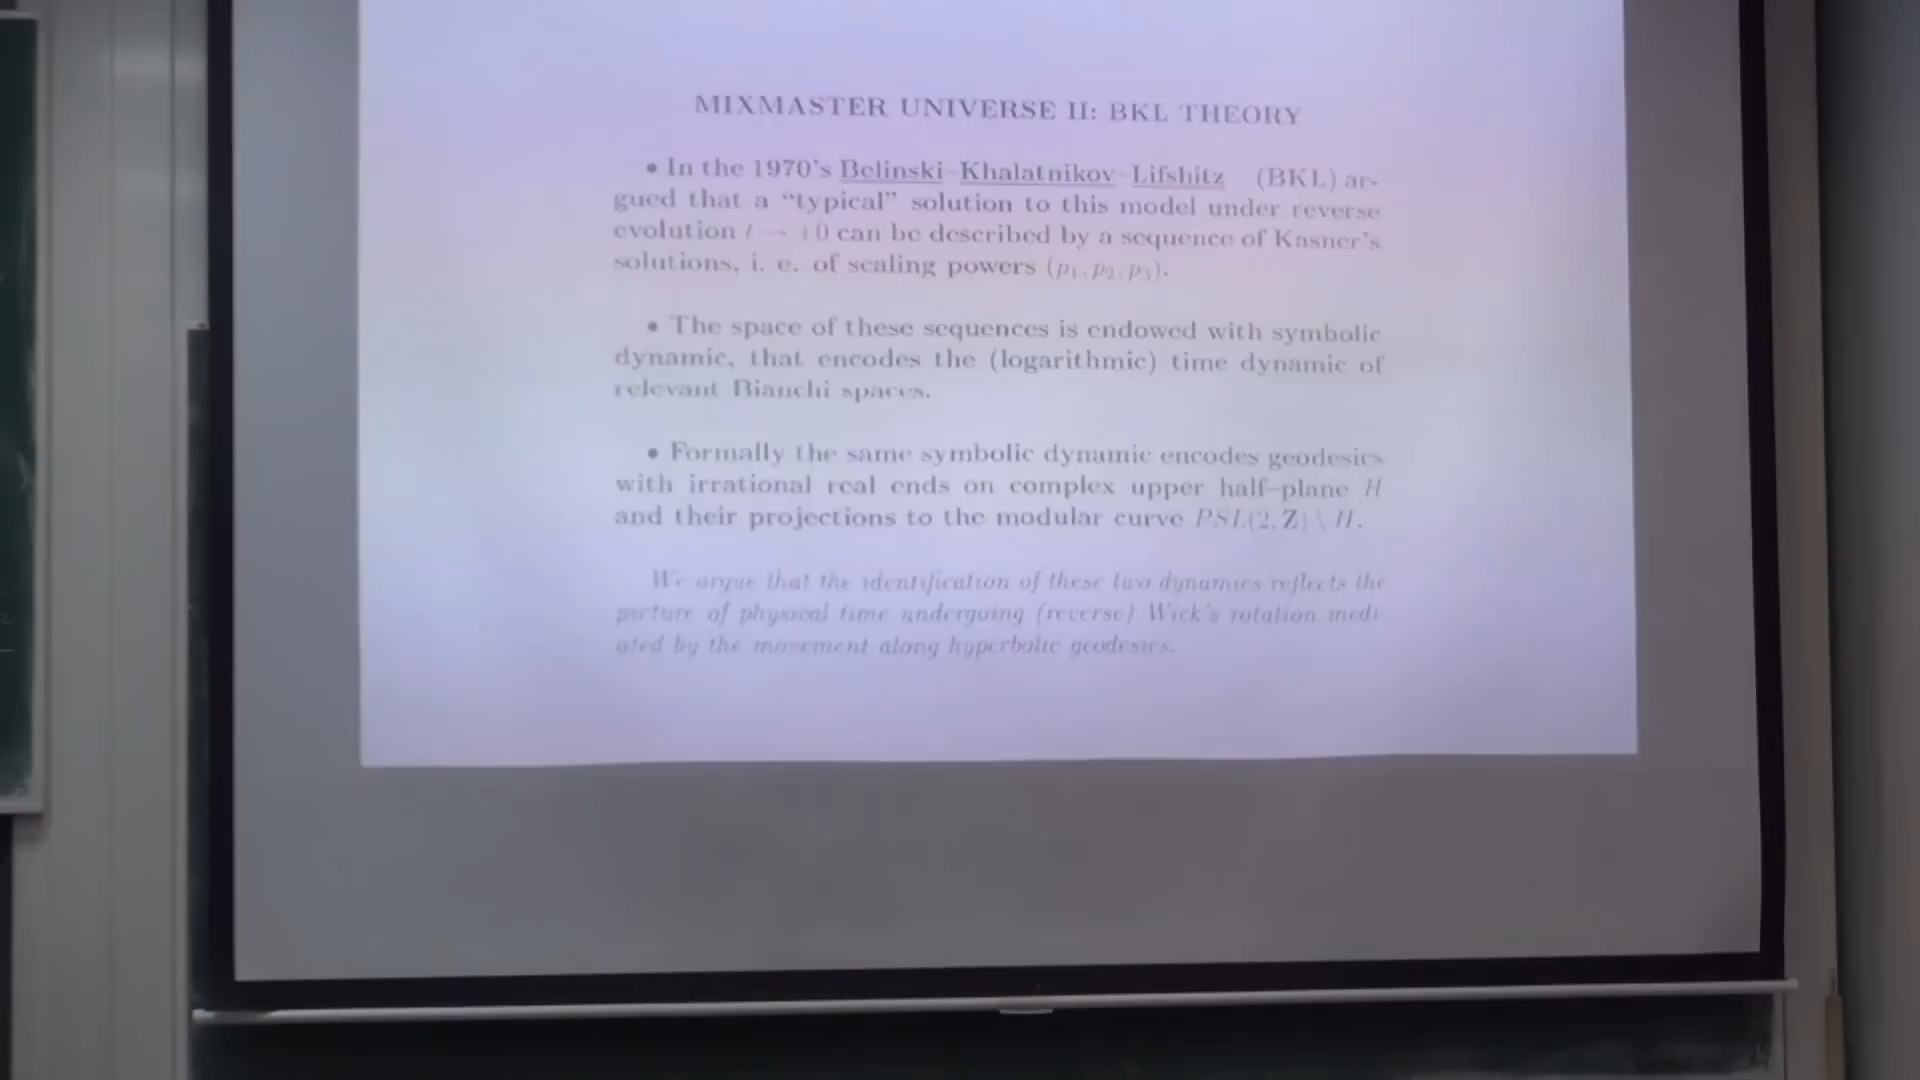 MIXMASTER UNIVERSE II: BKL THEORY
• In the 1970's Belinski–Khalatnikov–Lifshitz (BKL) ar-
gued that a “typical” solution to this model under reverse
evolution t → +0 can be described by a sequence of Kasner's
solutions, i. e. of scaling powers (p₁, p₂, p₃).
• The space of these sequences is endowed with symbolic
dynamic, that encodes the (logarithmic) time dynamic of
relevant Bianchi spaces.
• Formally the same symbolic dynamic encodes geodesics
with irrational real ends on complex upper half–plane H
and their projections to the modular curve PSL(2, Z) \ H.
We argue that the identification of these two dynamics reflects the
picture of physical time undergoing (reverse) Wick's rotation medi-
ated by the movement along hyperbolic geodesics.